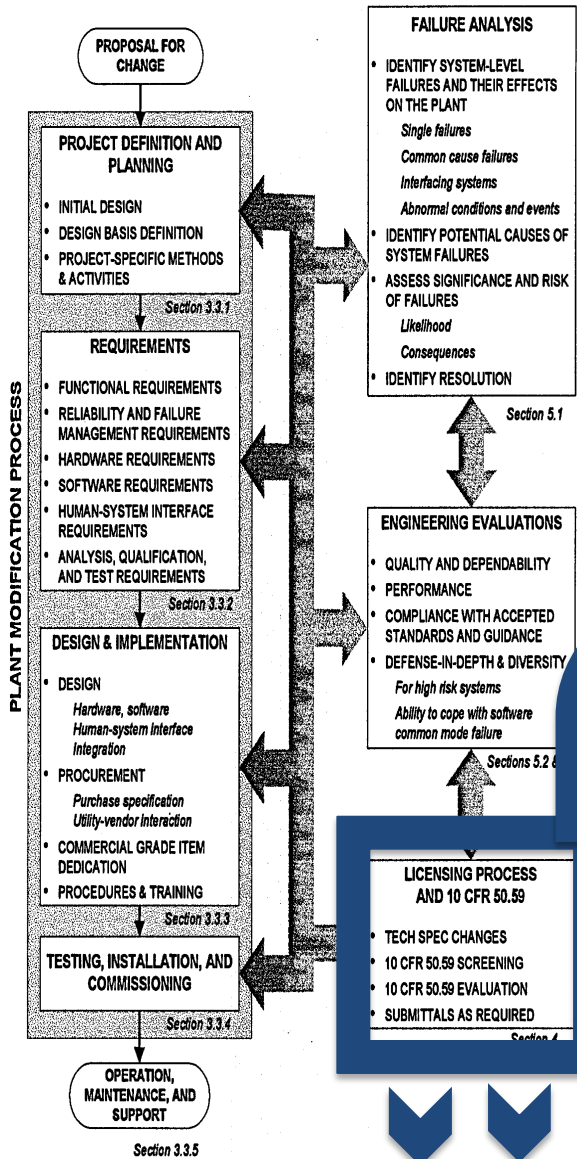 PROPOSAL FOR
CHANGE
PLANT MODIFICATION PROCESS
PROJECT DEFINITION AND
PLANNING
• INITIAL DESIGN
• DESIGN BASIS DEFINITION
• PROJECT-SPECIFIC METHODS
& ACTIVITIES
Section 3.3.1
REQUIREMENTS
• FUNCTIONAL REQUIREMENTS
• RELIABILITY AND FAILURE
MANAGEMENT REQUIREMENTS
• HARDWARE REQUIREMENTS
• SOFTWARE REQUIREMENTS
• HUMAN-SYSTEM INTERFACE
REQUIREMENTS
• ANALYSIS, QUALIFICATION,
AND TEST REQUIREMENTS
Section 3.3.2
DESIGN & IMPLEMENTATION
• DESIGN
Hardware, software
Human-system interface
Integration
• PROCUREMENT
Purchase specification
Utility-vendor interaction
• COMMERCIAL GRADE ITEM
DEDICATION
• PROCEDURES & TRAINING
Section 3.3.3
TESTING, INSTALLATION, AND
COMMISSIONING
Section 3.3.4
OPERATION,
MAINTENANCE, AND
SUPPORT
Section 3.3.5
FAILURE ANALYSIS
• IDENTIFY SYSTEM-LEVEL
FAILURES AND THEIR EFFECTS
ON THE PLANT
Single failures
Common cause failures
Interfacing systems
Abnormal conditions and events
• IDENTIFY POTENTIAL CAUSES OF
SYSTEM FAILURES
• ASSESS SIGNIFICANCE AND RISK
OF FAILURES
Likelihood
Consequences
• IDENTIFY RESOLUTION
Section 5.1
ENGINEERING EVALUATIONS
• QUALITY AND DEPENDABILITY
• PERFORMANCE
• COMPLIANCE WITH ACCEPTED
STANDARDS AND GUIDANCE
• DEFENSE-IN-DEPTH & DIVERSITY
For high risk systems
Ability to cope with software
common mode failure
Sections 5.2 &
LICENSING PROCESS
AND 10 CFR 50.59
• TECH SPEC CHANGES
• 10 CFR 50.59 SCREENING
• 10 CFR 50.59 EVALUATION
• SUBMITTALS AS REQUIRED
Section 4